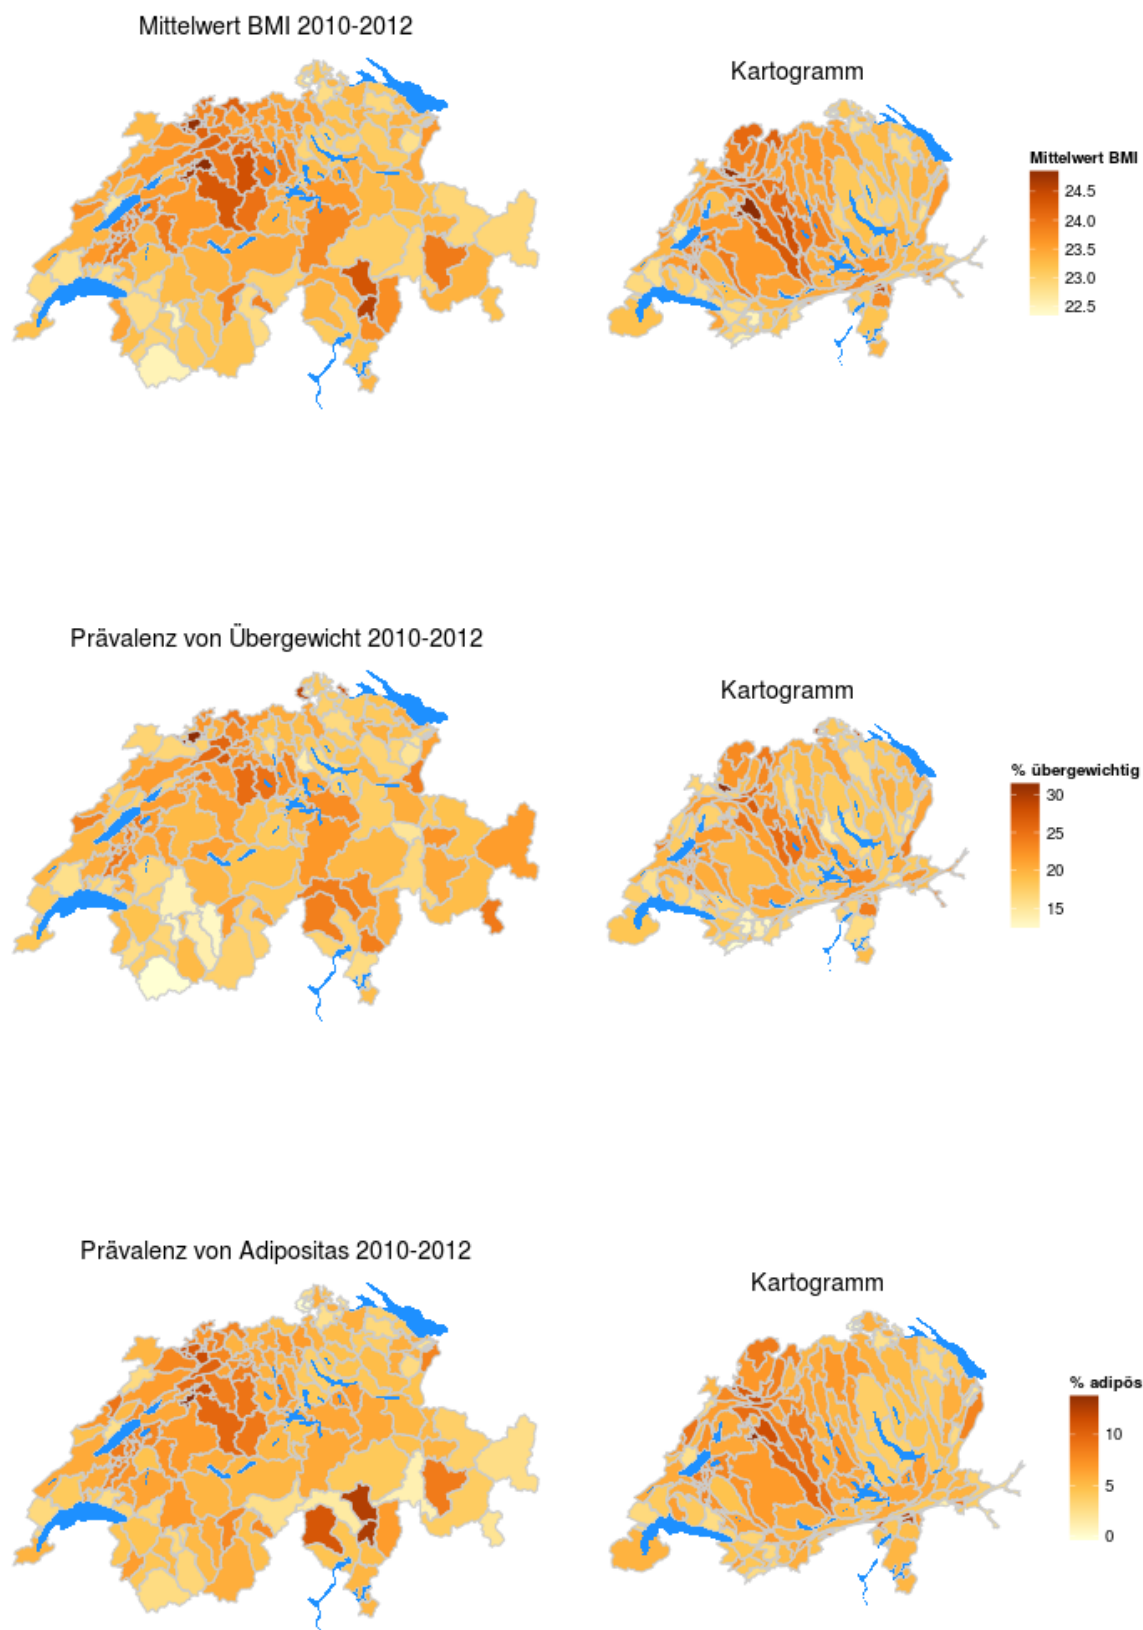 Mittelwert BMI 2010-2012
Kartogramm
Mittelwert BMI
24.5
24.0
23.5
23.0
22.5
Prävalenz von Übergewicht 2010-2012
Kartogramm
% übergewichtig
30
25
20
15
Prävalenz von Adipositas 2010-2012
Kartogramm
% adipös
10
5
0